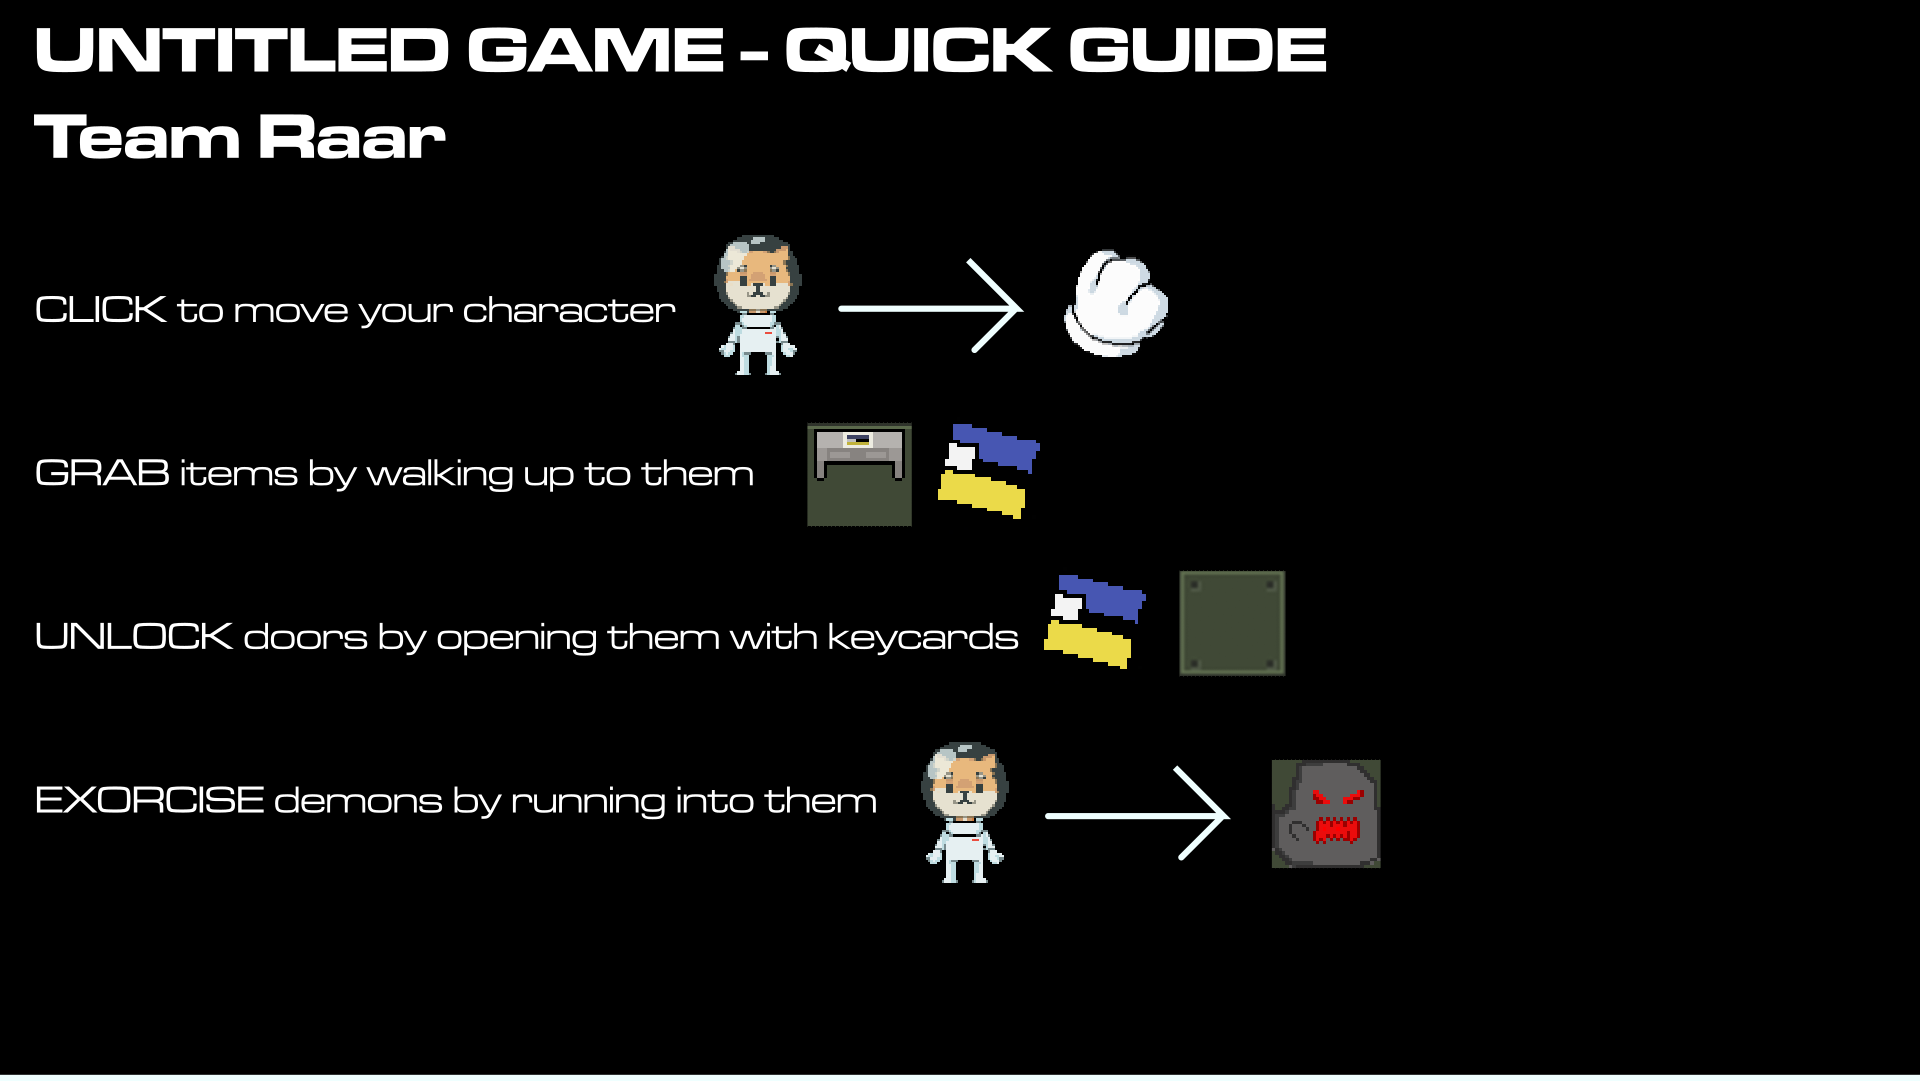 UNTITLED GAME - QUICK GUIDE
Team Raar
CLICK to move your character
GRAB items by walking up to them
UNLOCK doors by opening them with keycards
EXORCISE demons by running into them